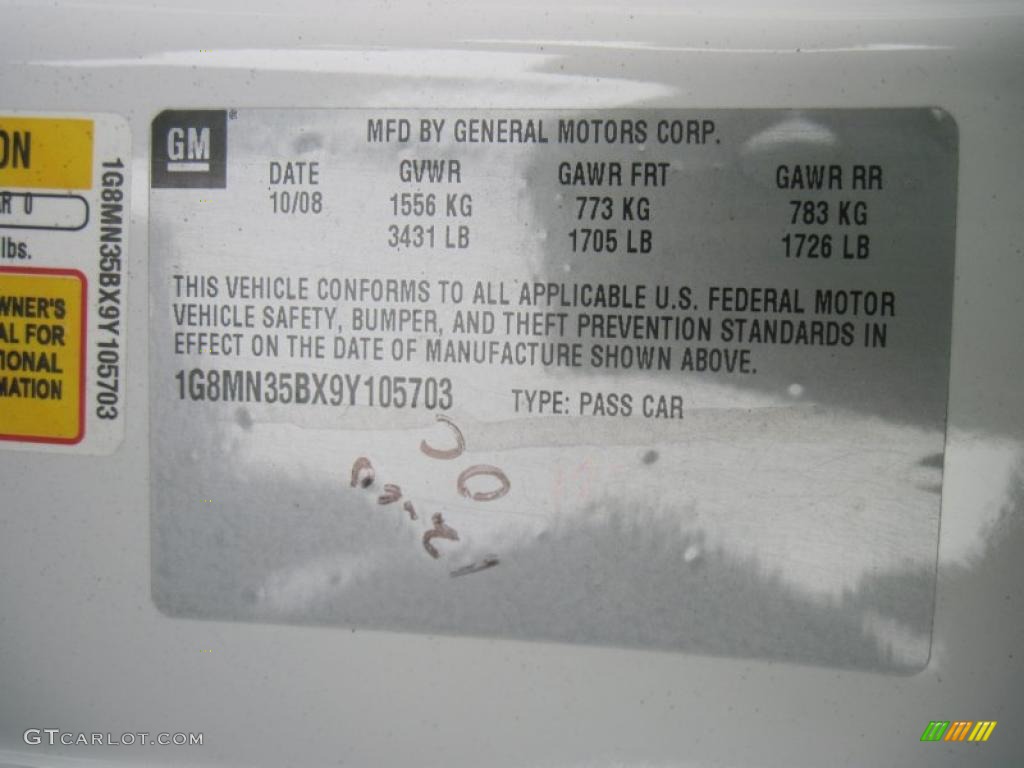 ON
R 0
lbs.
WNER'S
AL FOR
TIONAL
MATION
1G8MN35BX9Y105703
GM
MFD BY GENERAL MOTORS CORP.
DATE GVWR GAWR FRT GAWR RR
10/08 1556 KG 773 KG 783 KG
3431 LB 1705 LB 1726 LB
THIS VEHICLE CONFORMS TO ALL APPLICABLE U.S. FEDERAL MOTOR
VEHICLE SAFETY, BUMPER, AND THEFT PREVENTION STANDARDS IN
EFFECT ON THE DATE OF MANUFACTURE SHOWN ABOVE.
1G8MN35BX9Y105703 TYPE: PASS CAR
GTCARLOT.COM